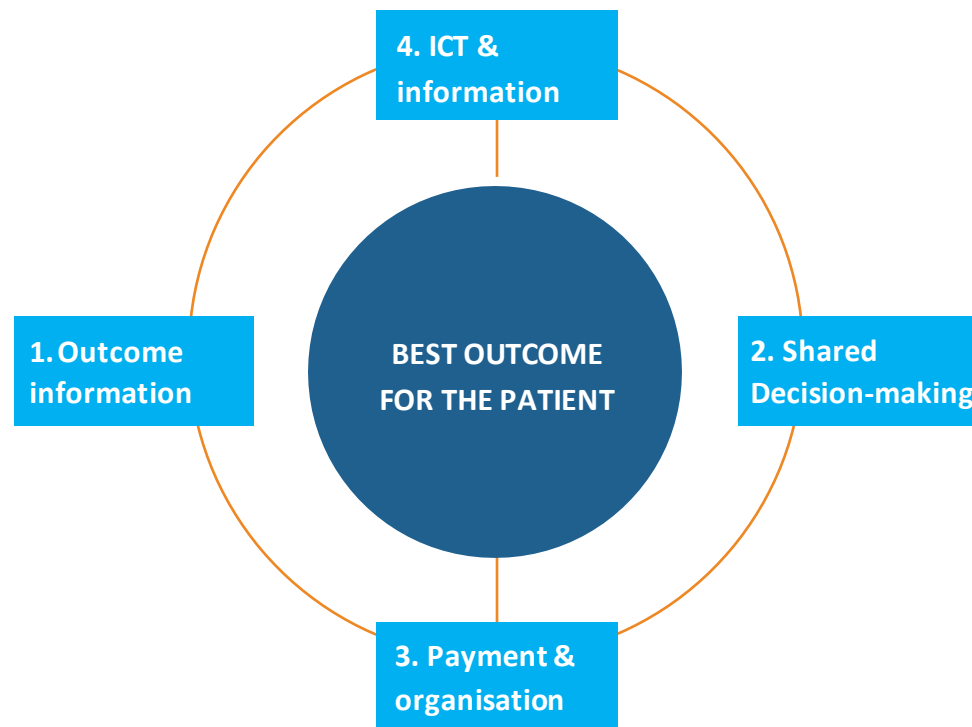 4. ICT &
information
1. Outcome
information
BEST OUTCOME
FOR THE PATIENT
2. Shared
Decision-making
3. Payment &
organisation